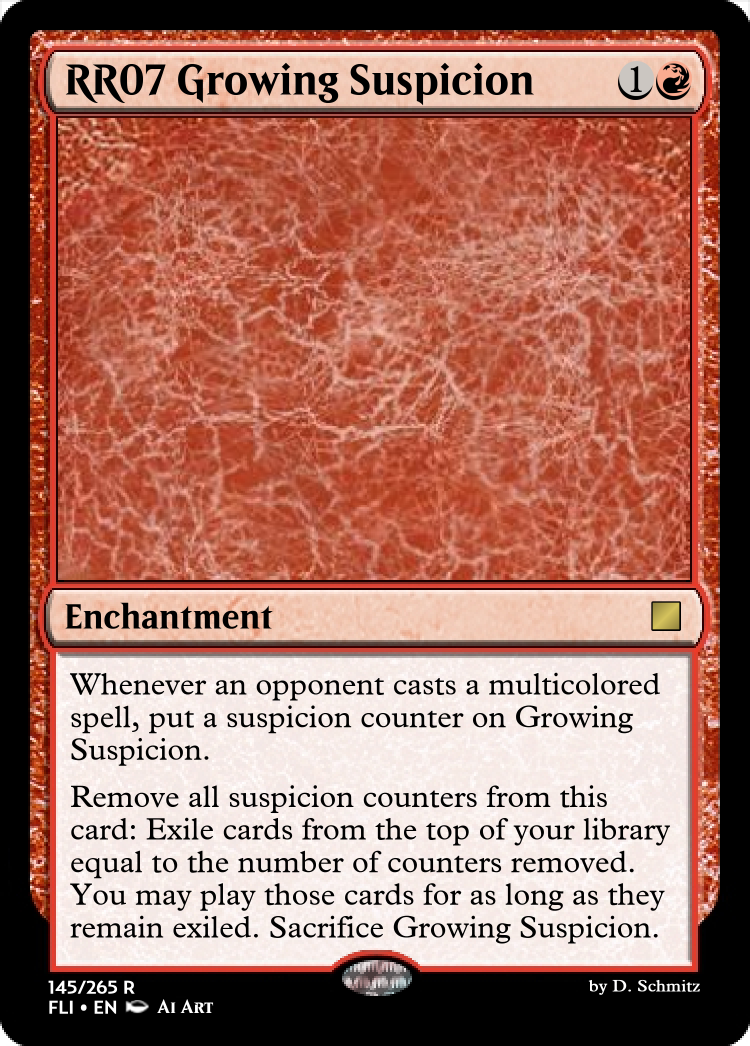 RR07 Growing Suspicion 1
Enchantment
Whenever an opponent casts a multicolored
spell, put a suspicion counter on Growing
Suspicion.
Remove all suspicion counters from this
card: Exile cards from the top of your library
equal to the number of counters removed.
You may play those cards for as long as they
remain exiled. Sacrifice Growing Suspicion.
145/265 R
FLI • EN AI ART
by D. Schmitz